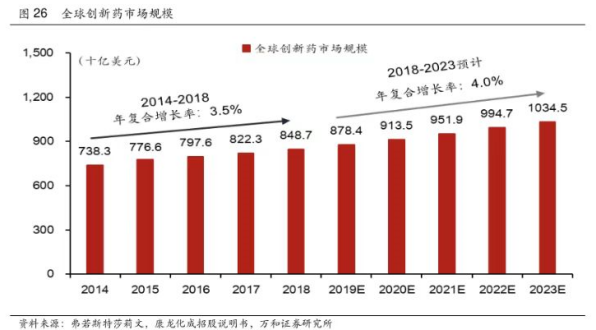 图 26 全球创新药市场规模
1,500
(十亿美元)
全球创新药市场规模
2018-2023预计
年复合增长率：4.0%
1,200
2014-2018
年复合增长率：3.5%
738.3 776.6 797.6 822.3 848.7 878.4 913.5 951.9 994.7 1034.5
900
600
300
0
2014 2015 2016 2017 2018 2019E 2020E 2021E 2022E 2023E
资料来源：弗若斯特莎莉文，康龙化成招股说明书，万和证券研究所